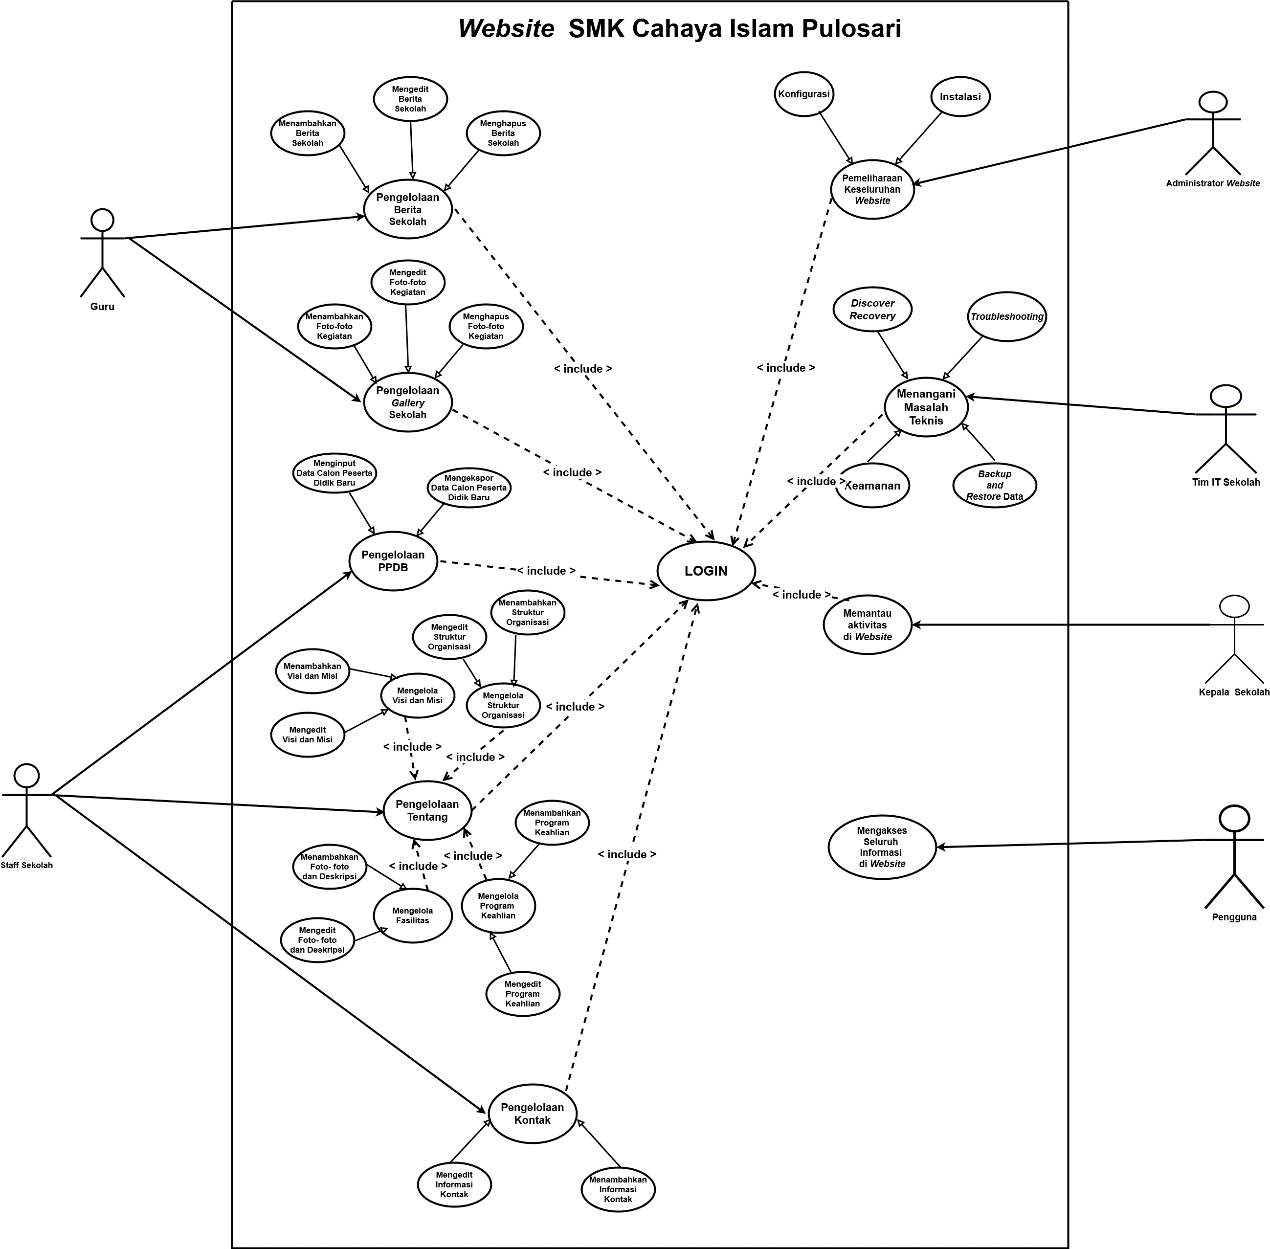 Website SMK Cahaya Islam Pulosari
Mengedit
Berita
Sekolah
Menambahkan
Berita
Sekolah
Menghapus
Berita
Sekolah
Pengelolaan
Berita
Sekolah
Konfigurasi
Instalasi
Pemeliharaan
Keseluruhan
Website
Administrator Website
Guru
Mengedit
Foto-foto
Kegiatan
Menambahkan
Foto-foto
Kegiatan
Menghapus
Foto-foto
Kegiatan
Pengelolaan
Gallery
Sekolah
Discover
Recovery
Troubleshooting
< include >
< include >
Menangani
Masalah
Teknis
Tim IT Sekolah
Menginput
Data Calon Peserta
Didik Baru
Mengekspor
Data Calon Peserta
Didik Baru
< include >
< include >
Keamanan
Backup
and
Restore Data
Pengelolaan
PPDB
< include >
LOGIN
< include >
Memantau
aktivitas
di Website
Kepala Sekolah
Menambahkan
Struktur
Organisasi
Mengedit
Struktur
Organisasi
Menambahkan
Visi dan Misi
Mengelola
Visi dan Misi
Mengelola
Struktur
Organisasi
Mengedit
Visi dan Misi
< include >
< include >
< include >
Pengelolaan
Tentang
Staff Sekolah
Menambahkan
Program
Keahlian
Mengakses
Seluruh
Informasi
di Website
Pengguna
Menambahkan
Foto- foto
dan Deskripsi
< include >
< include >
< include >
Mengelola
Fasilitas
Mengelola
Program
Keahlian
Mengedit
Foto- foto
dan Deskripsi
Mengedit
Program
Keahlian
Pengelolaan
Kontak
Mengedit
Informasi
Kontak
Menambahkan
Informasi
Kontak